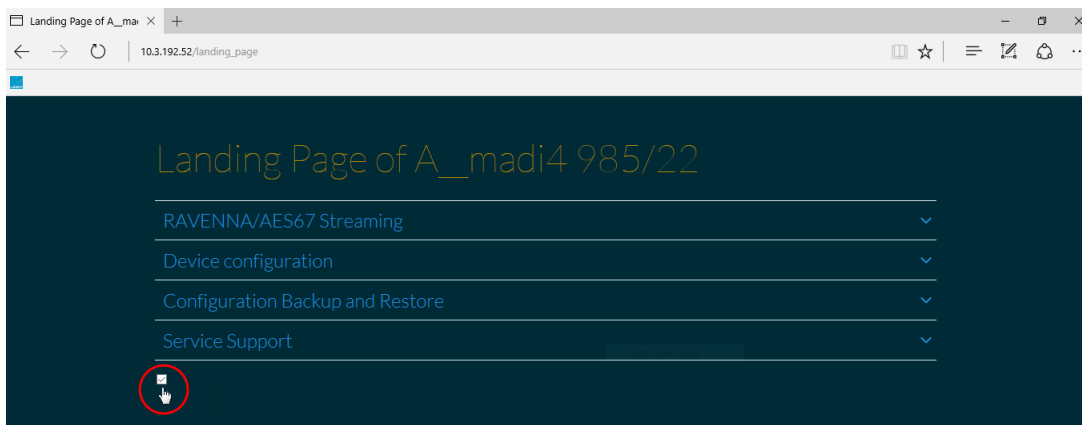 Landing Page of A__mai
10.3.192.52/landing_page
Landing Page of A__madi4 985/22
RAVENNA/AES67 Streaming
Device configuration
Configuration Backup and Restore
Service Support